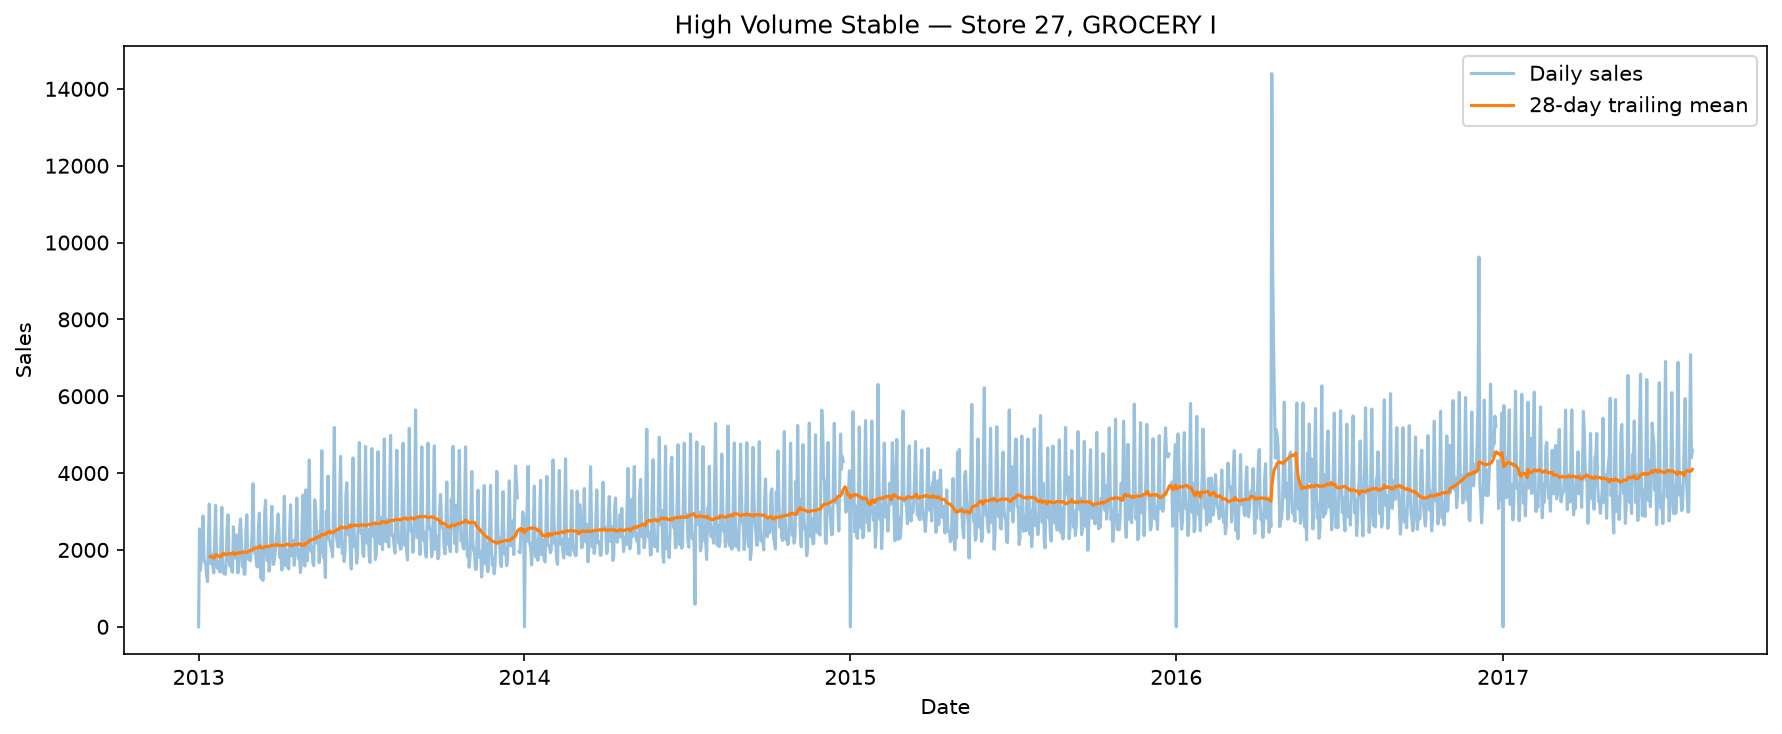 High Volume Stable — Store 27, GROCERY I
Daily sales
28-day trailing mean
14000
12000
10000
8000
6000
4000
2000
0
Sales
2013
2014
2015
2016
2017
Date